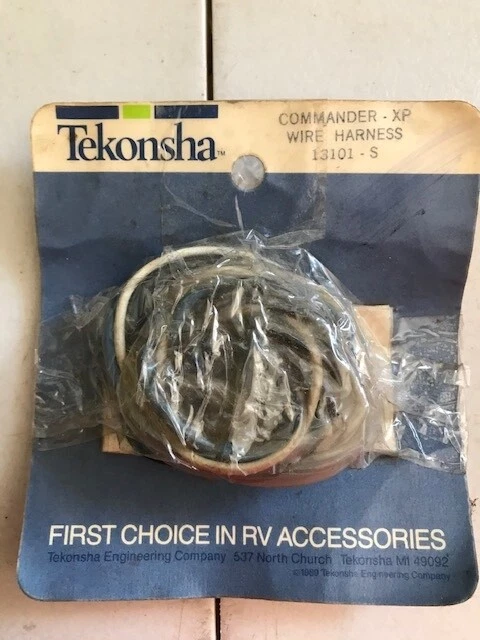 Tekonsha™
COMMANDER - XP
WIRE HARNESS
13101 - S
FIRST CHOICE IN RV ACCESSORIES
Tekonsha Engineering Company 537 North Church Tekonsha MI 49092
©1989 Tekonsha Engineering Company